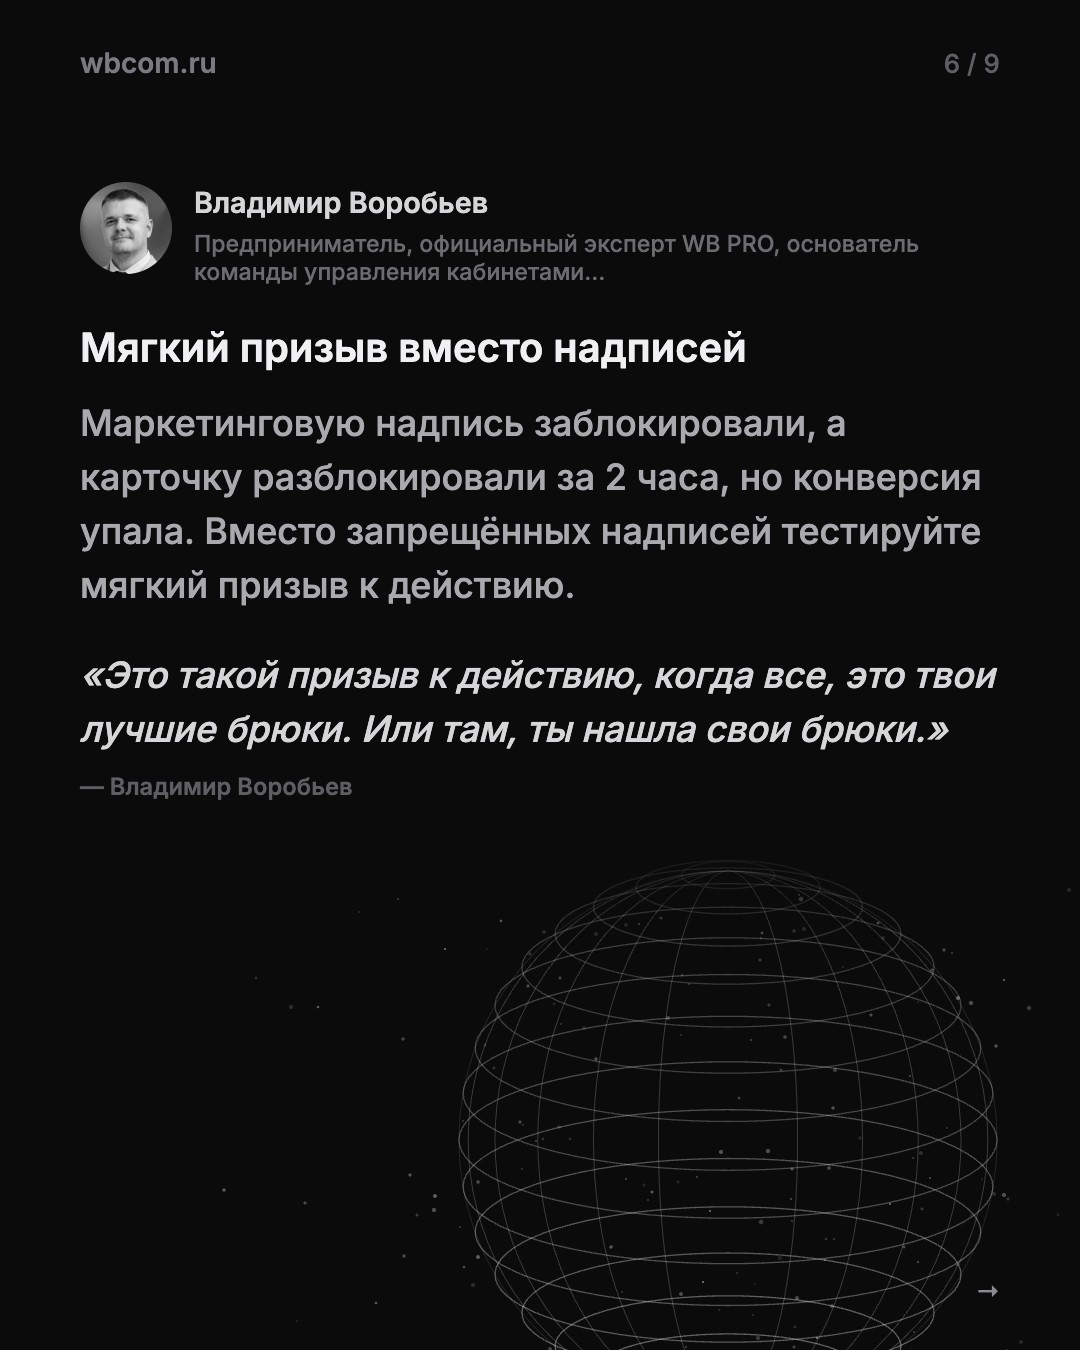 wbcom.ru
6 / 9
Владимир Воробьев
Предприниматель, официальный эксперт WB PRO, основатель
команды управления кабинетами...
Мягкий призыв вместо надписей
Маркетинговую надпись заблокировали, а
карточку разблокировали за 2 часа, но конверсия
упала. Вместо запрещённых надписей тестируйте
мягкий призыв к действию.
«Это такой призыв к действию, когда все, это твои
лучшие брюки. Или там, ты нашла свои брюки.»
— Владимир Воробьев
→